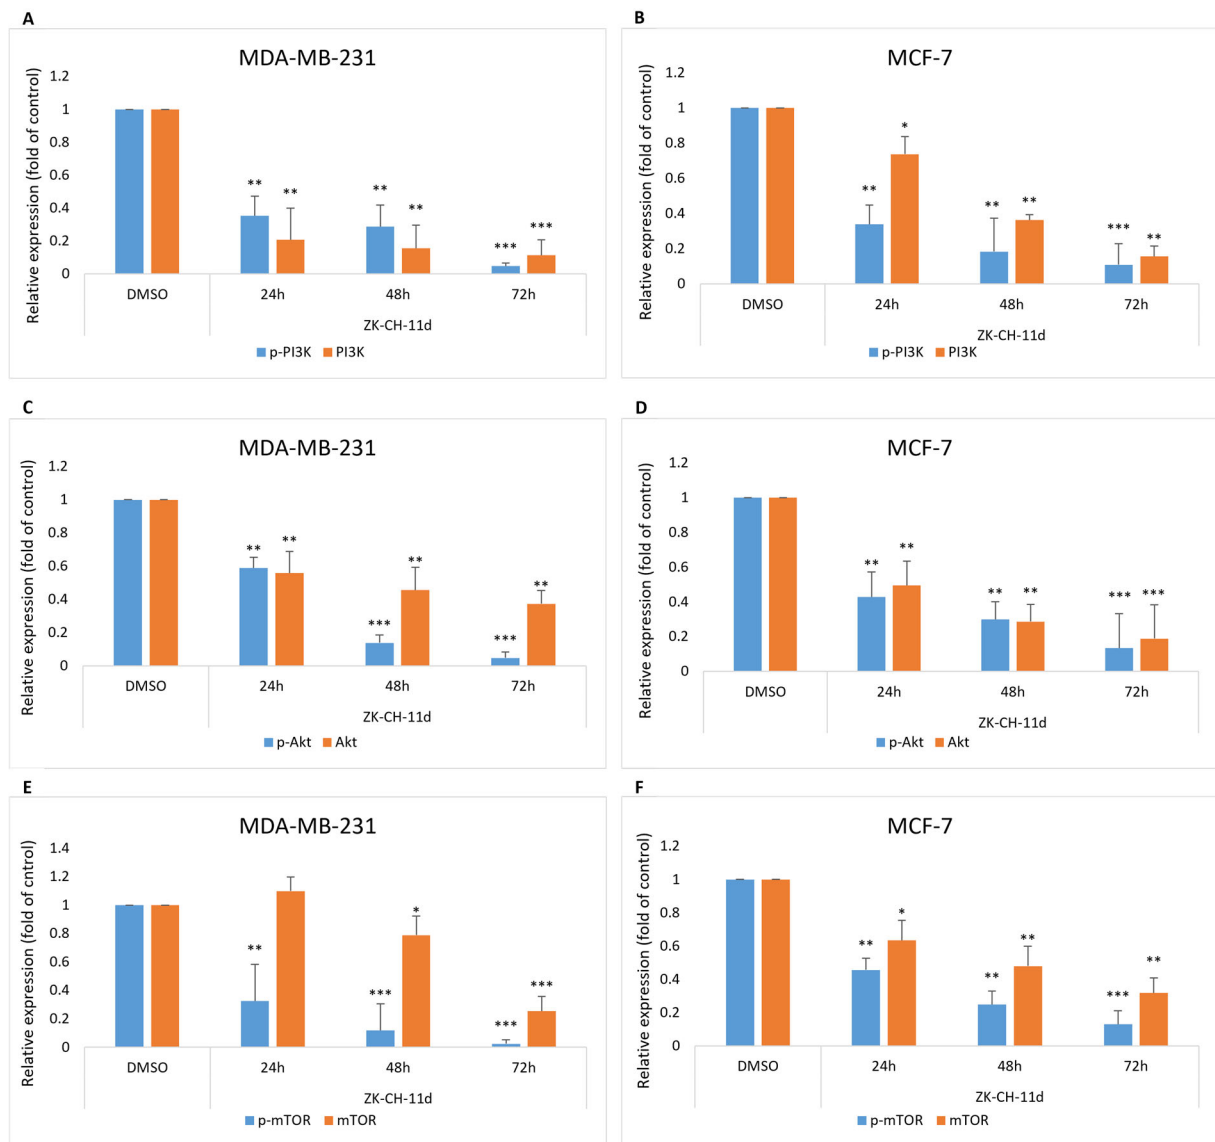 A
MDA-MB-231
Relative expression (fold of control)
1.2
1
0.8
0.6
0.4
0.2
0
** ** ** ** *** ***
DMSO 24h 48h 72h
ZK-CH-11d
p-PI3K PI3K
B
MCF-7
Relative expression (fold of control)
1.2
1
0.8
0.6
0.4
0.2
0
** * ** ** *** **
DMSO 24h 48h 72h
ZK-CH-11d
p-PI3K PI3K
C
MDA-MB-231
Relative expression (fold of control)
1.2
1
0.8
0.6
0.4
0.2
0
** ** *** ** *** **
DMSO 24h 48h 72h
ZK-CH-11d
p-Akt Akt
D
MCF-7
Relative expression (fold of control)
1.2
1
0.8
0.6
0.4
0.2
0
** ** ** ** *** ***
DMSO 24h 48h 72h
ZK-CH-11d
p-Akt Akt
E
MDA-MB-231
Relative expression (fold of cntrol)
1.4
1.2
1
0.8
0.6
0.4
0.2
0
** *** * *** ***
DMSO 24h 48h 72h
ZK-CH-11d
p-mTOR mTOR
F
MCF-7
Relative expression (fold of control)
1.2
1
0.8
0.6
0.4
0.2
0
** * ** ** *** **
DMSO 24h 48h 72h
ZK-CH-11d
p-mTOR mTOR